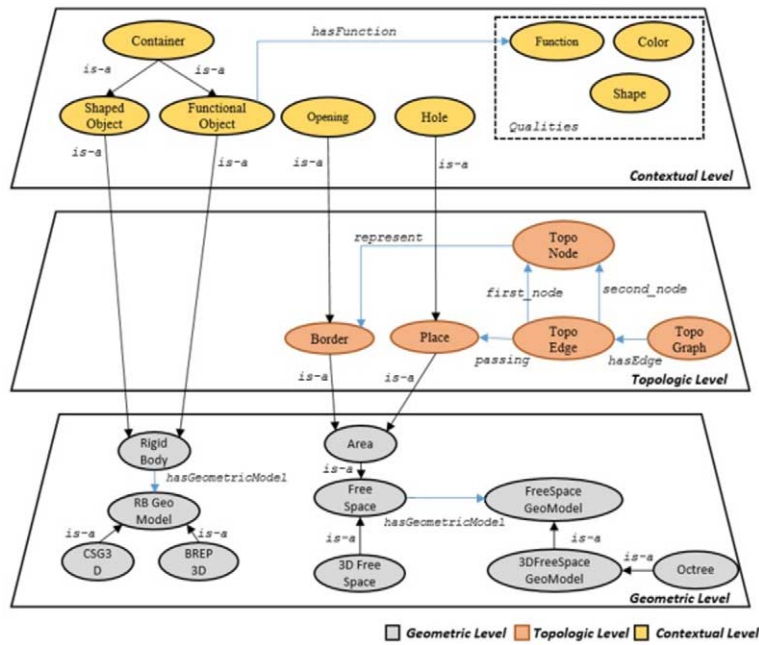 Container
hasFunction
Function
Color
is-a
is-a
Shape
Shaped
Object
Functional
Object
Opening
Hole
Qualities
is-a
is-a
is-a
is-a
Contextual Level
represent
Topo
Node
first_node
second_node
Border
Place
Topo
Edge
Topo
Graph
passing
hasEdge
is-a
is-a
Topologic Level
Rigid
Body
Area
hasGeometricModel
is-a
RB Geo
Model
Free
Space
FreeSpace
GeoModel
hasGeometricModel
is-a
is-a
is-a
is-a
is-a
CSG3
D
BREP
3D
3D Free
Space
3DFreeSpace
GeoModel
Octree
Geometric Level
Geometric Level
Topologic Level
Contextual Level